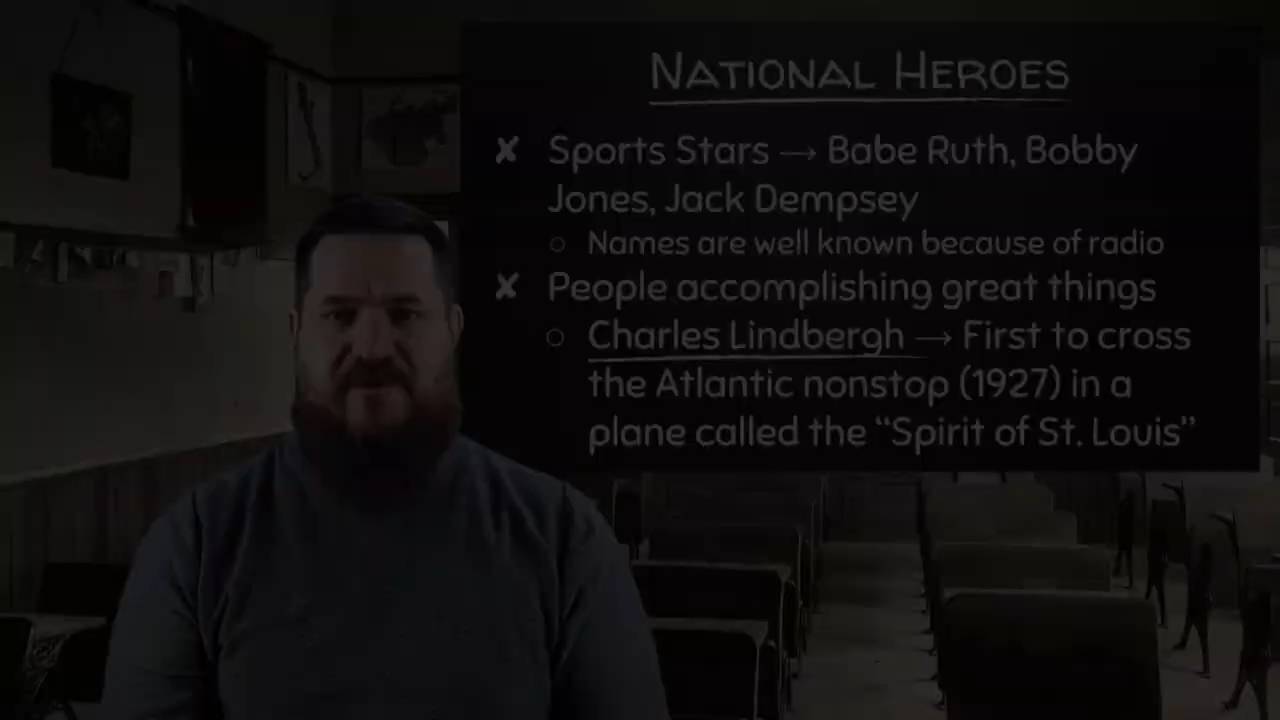 National Heroes
✘ Sports Stars → Babe Ruth, Bobby
Jones, Jack Dempsey
○ Names are well known because of radio
✘ People accomplishing great things
○ Charles Lindbergh → First to cross
the Atlantic nonstop (1927) in a
plane called the “Spirit of St. Louis”